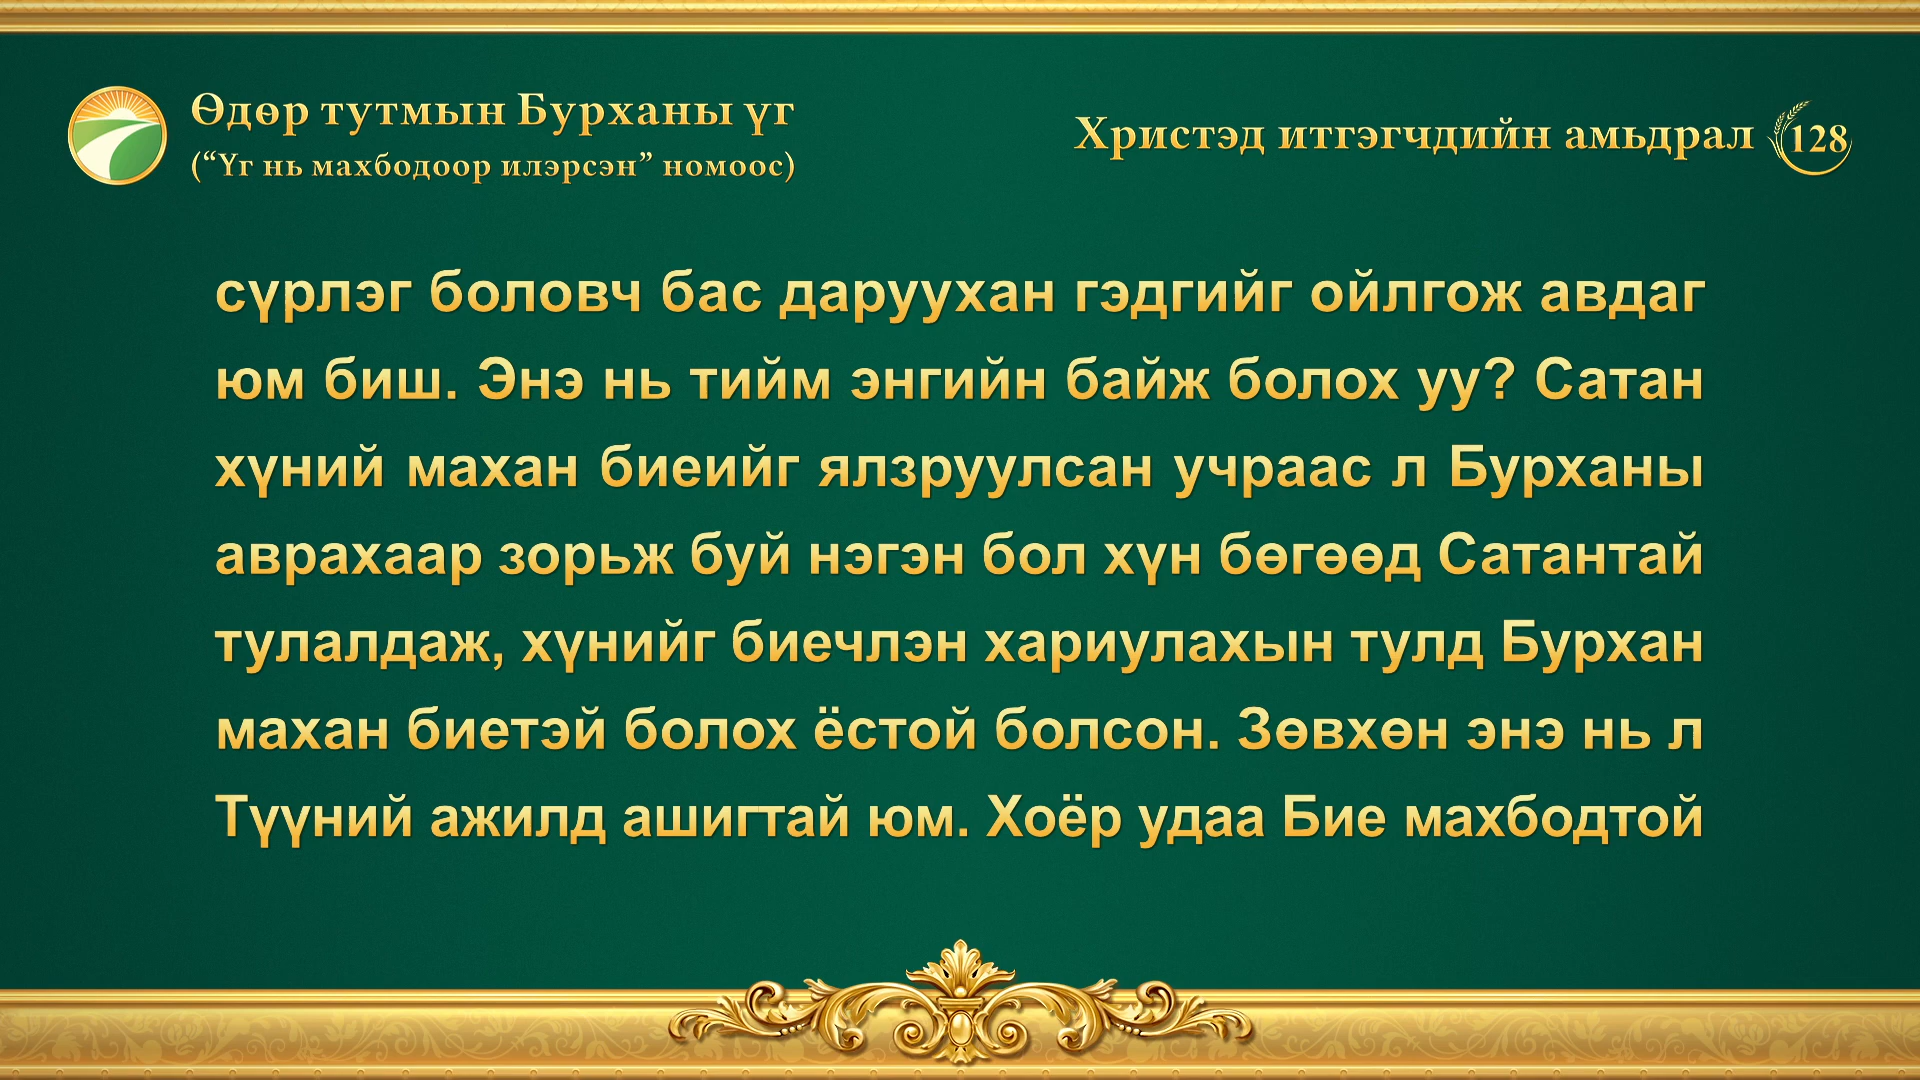 Өдөр тутмын Бурханы үг
(“Үг нь махбодоор илэрсэн” номоос)
Христэд итгэгчдийн амьдрал 128
сүрлэг боловч бас даруухан гэдгийг ойлгож авдаг
юм биш. Энэ нь тийм энгийн байж болох уу? Сатан
хүний махан биеийг ялзруулсан учраас л Бурханы
аврахаар зорьж буй нэгэн бол хүн бөгөөд Сатантай
тулалдаж, хүнийг биечлэн хариулахын тулд Бурхан
махан биетэй болох ёстой болсон. Зөвхөн энэ нь л
Түүний ажилд ашигтай юм. Хоёр удаа Бие махбодтой